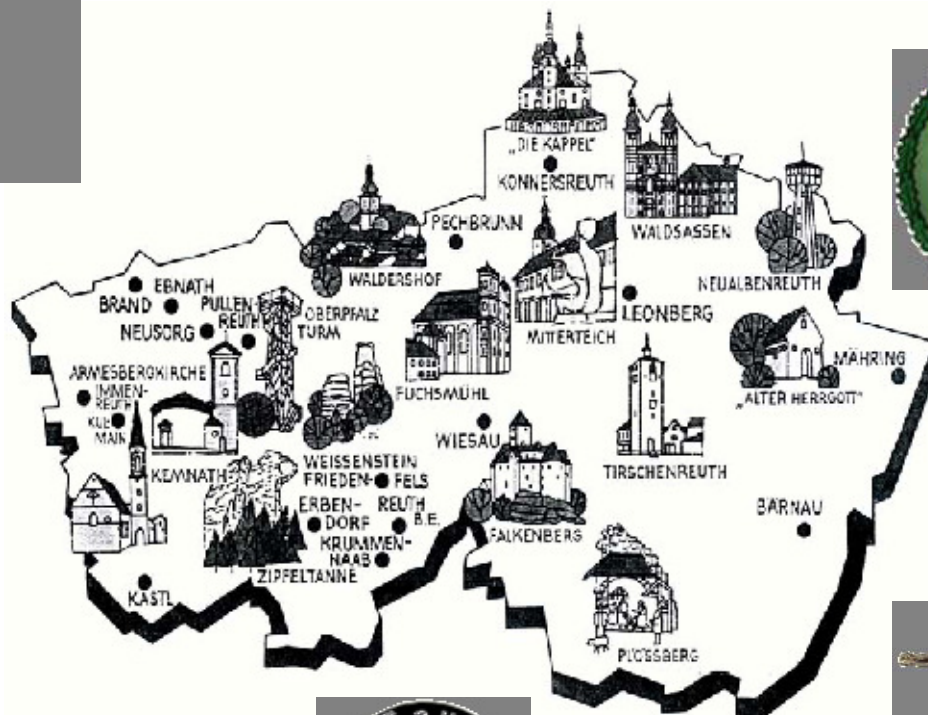 „DIE KAPPEL"
KONNERSREUTH
WALDSASSEN
PECHBRUNN
WALDERSHOF
NEUALBENREUTH
EBNATH
BRAND
PULLEN-
REUTH
NEUSORG
OBERPFALZ
TURM
MITTERTEICH
LEONBERG
MÄHRING
„ALTER HERRGOTT"
ARMESBERGKIRCHE
IMMEN-
REUTH
KUL
MAIN
FUCHSMÜHL
WIESAU
TIRSCHENREUTH
KEMNATH
WEISSENSTEIN
FRIEDEN-FELS
ERBEN-
DORF
REUTH
B.E.
KRUMMEN-
NAAB
FALKENBERG
BÄRNAU
ZIPFELTANNE
KASTL
PLÖSSBERG